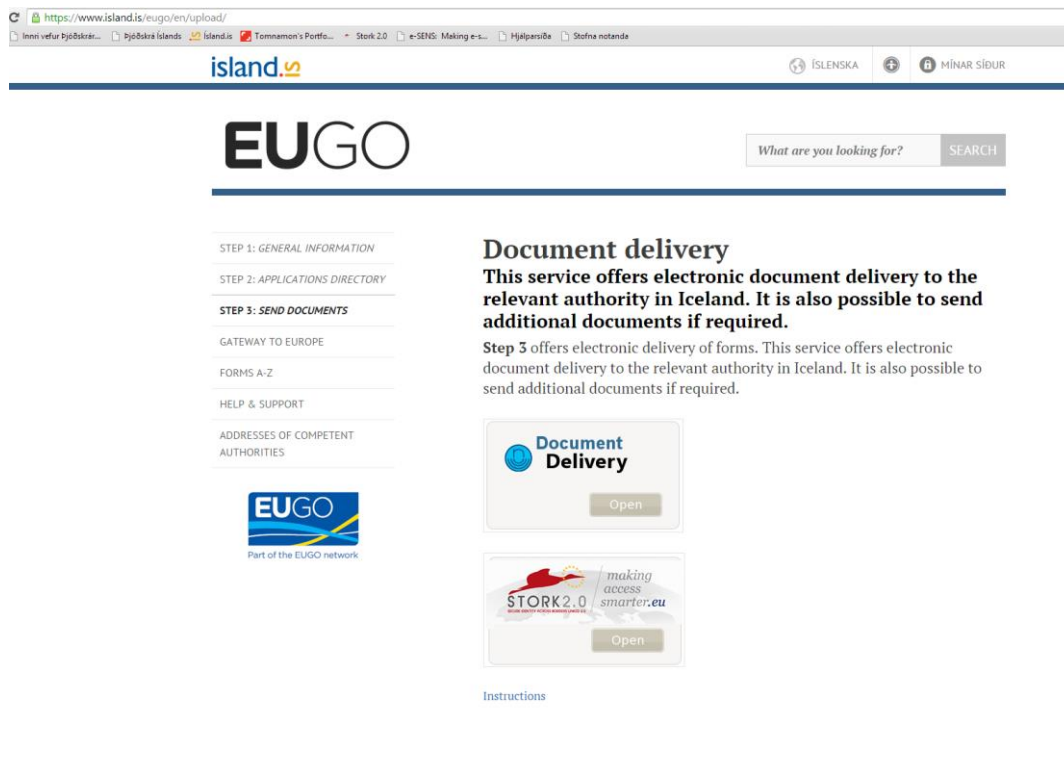 https://www.island.is/eugo/en/upload/
Innri vefur Þjóðskrár... Þjóðskrá Íslands Ísland.is Tomnamon's Portfo... Stork 2.0 e-SENS: Making e-s... Hjálparsíða Stofna notanda
island.is ÍSLENSKA MÍNAR SÍÐUR
EUGO
What are you looking for? SEARCH
STEP 1: GENERAL INFORMATION
STEP 2: APPLICATIONS DIRECTORY
STEP 3: SEND DOCUMENTS
GATEWAY TO EUROPE
FORMS A-Z
HELP & SUPPORT
ADDRESSES OF COMPETENT
AUTHORITIES
EUGO
Part of the EUGO network
Document delivery
This service offers electronic document delivery to the
relevant authority in Iceland. It is also possible to send
additional documents if required.
Step 3 offers electronic delivery of forms. This service offers electronic
document delivery to the relevant authority in Iceland. It is also possible to
send additional documents if required.
Document
Delivery
Open
making
access
smarter.eu
STORK2.0
Open
Instructions